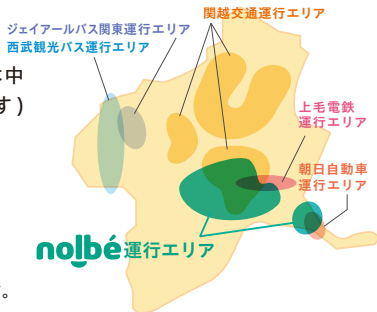 関越交通運行エリア
ジェイアールバス関東運行エリア
西武観光バス運行エリア
中
す)
上毛電鉄
運行エリア
朝日自動車
運行エリア
nolbé運行エリア
。